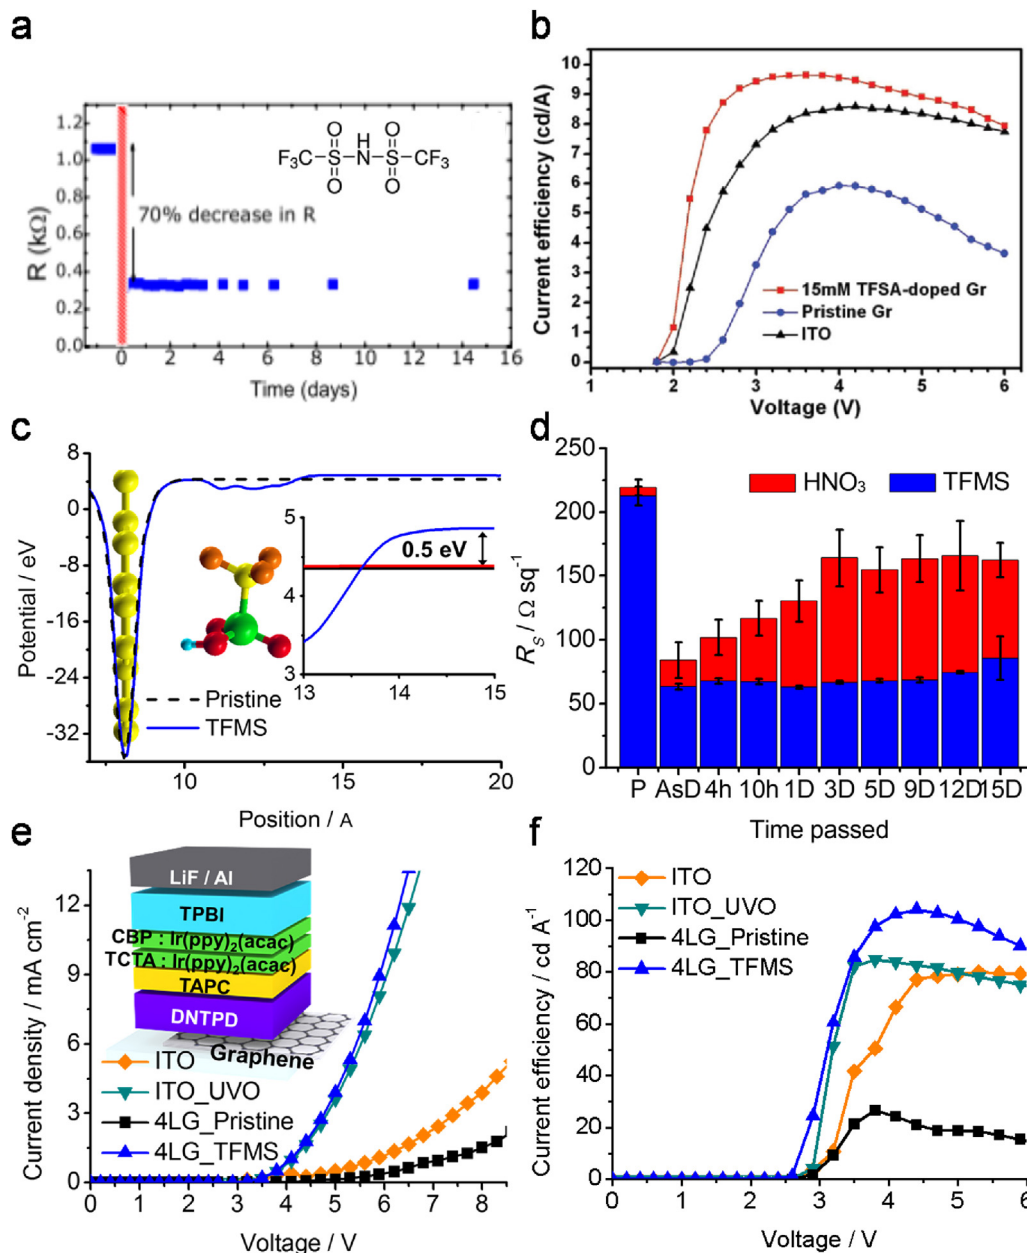 a
R (kΩ)
1.2
1.0
0.8
0.6
0.4
0.2
0.0
70% decrease in R
F₃C
O
O
S
H
N
O
O
S
CF₃
0 2 4 6 8 10 12 14 16
Time (days)
b
Current efficiency (cd/A)
10
9
8
7
6
5
4
3
2
1
0
15mM TFSA-doped Gr
Pristine Gr
ITO
1 2 3 4 5 6
Voltage (V)
c
Potential / eV
8
0
-8
-16
-24
-32
5
4
3
0.5 eV
13 14 15
Pristine
TFMS
10 15 20
Position / A
d
Rₛ / Ω sq⁻¹
250
200
150
100
50
0
HNO₃ TFMS
P AsD 4h 10h 1D 3D 5D 9D 12D 15D
Time passed
e
Current density / mA cm⁻²
12
9
6
3
0
LiF / Al
TPBI
CBP : Ir(ppy)₂(acac)
TCTA : Ir(ppy)₂(acac)
TAPC
DNTPD
Graphene
ITO
ITO_UVO
4LG_Pristine
4LG_TFMS
0 1 2 3 4 5 6 7 8
Voltage / V
f
Current efficiency / cd A⁻¹
120
100
80
60
40
20
0
ITO
ITO_UVO
4LG_Pristine
4LG_TFMS
0 1 2 3 4 5 6
Voltage / V